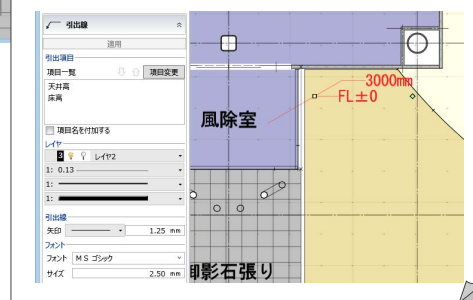 引出線
適用
引出項目
項目一覧
項目変更
天井高
床高
項目名を付加する
レイヤ
3 レイヤ2
1: 0.13
1:
1:
引出線
矢印 1.25 mm
フォント
フォント MS ゴシック
サイズ 2.50 mm
3000mm
FL±0
風除室
御影石張り